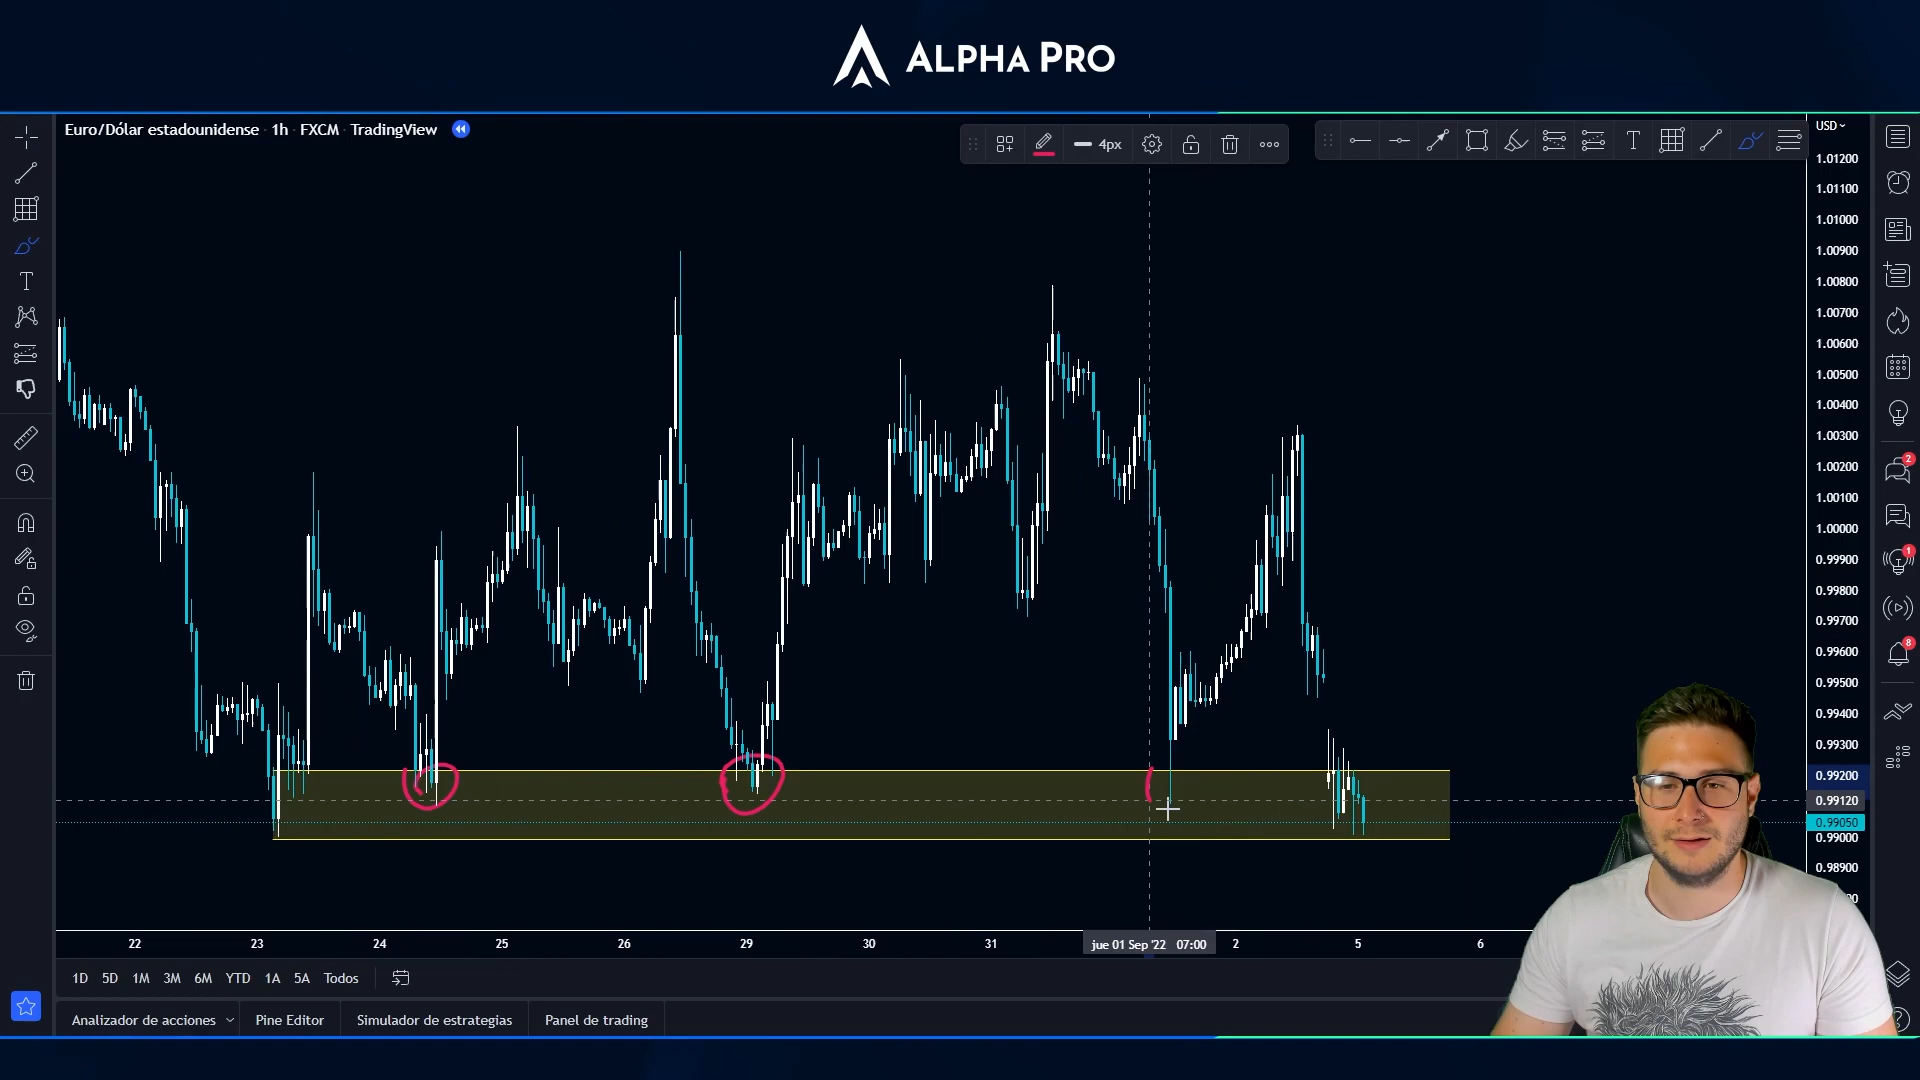 ALPHA PRO
Euro/Dólar estadounidense · 1h · FXCM · TradingView
4px
USD
1.01200
1.01100
1.01000
1.00900
1.00800
1.00700
1.00600
1.00500
1.00400
1.00300
1.00200
1.00100
1.00000
0.99900
0.99800
0.99700
0.99600
0.99500
0.99400
0.99300
0.99200
0.99120
0.99050
0.99000
0.98900
2
1
8
22
23
24
25
26
29
30
31
jue 01 Sep '22 07:00
2
5
6
1D
5D
1M
3M
6M
YTD
1A
5A
Todos
Analizador de acciones
Pine Editor
Simulador de estrategias
Panel de trading